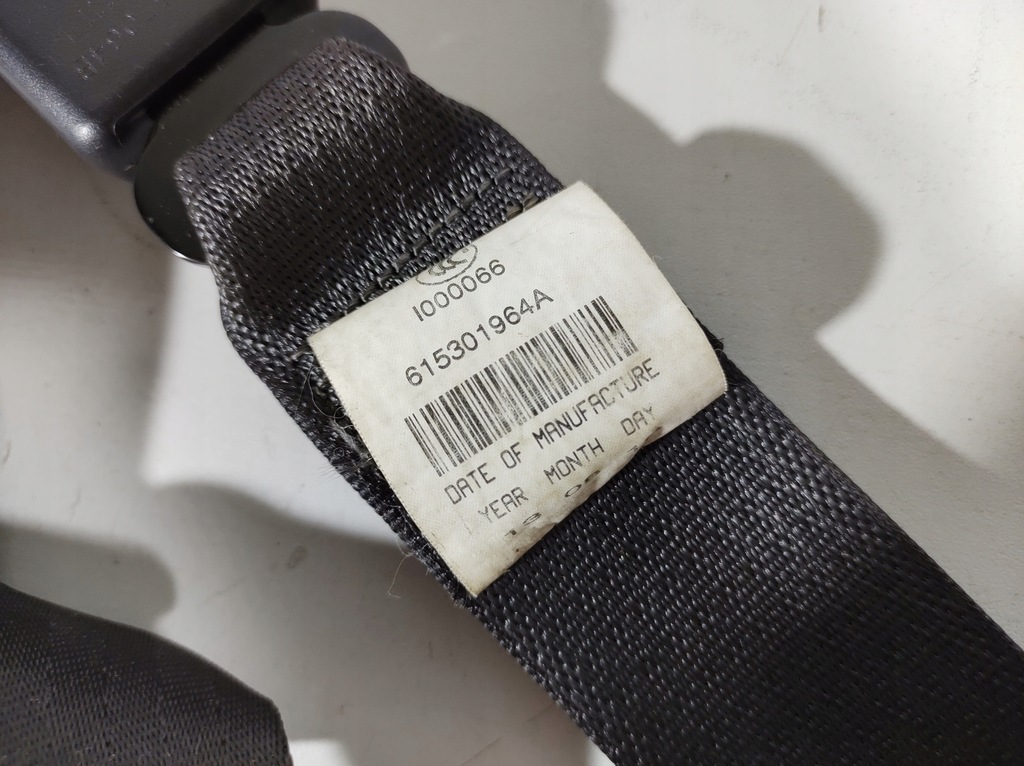 I000066
615301964A
DATE OF MANUFACTURE
YEAR MONTH DAY